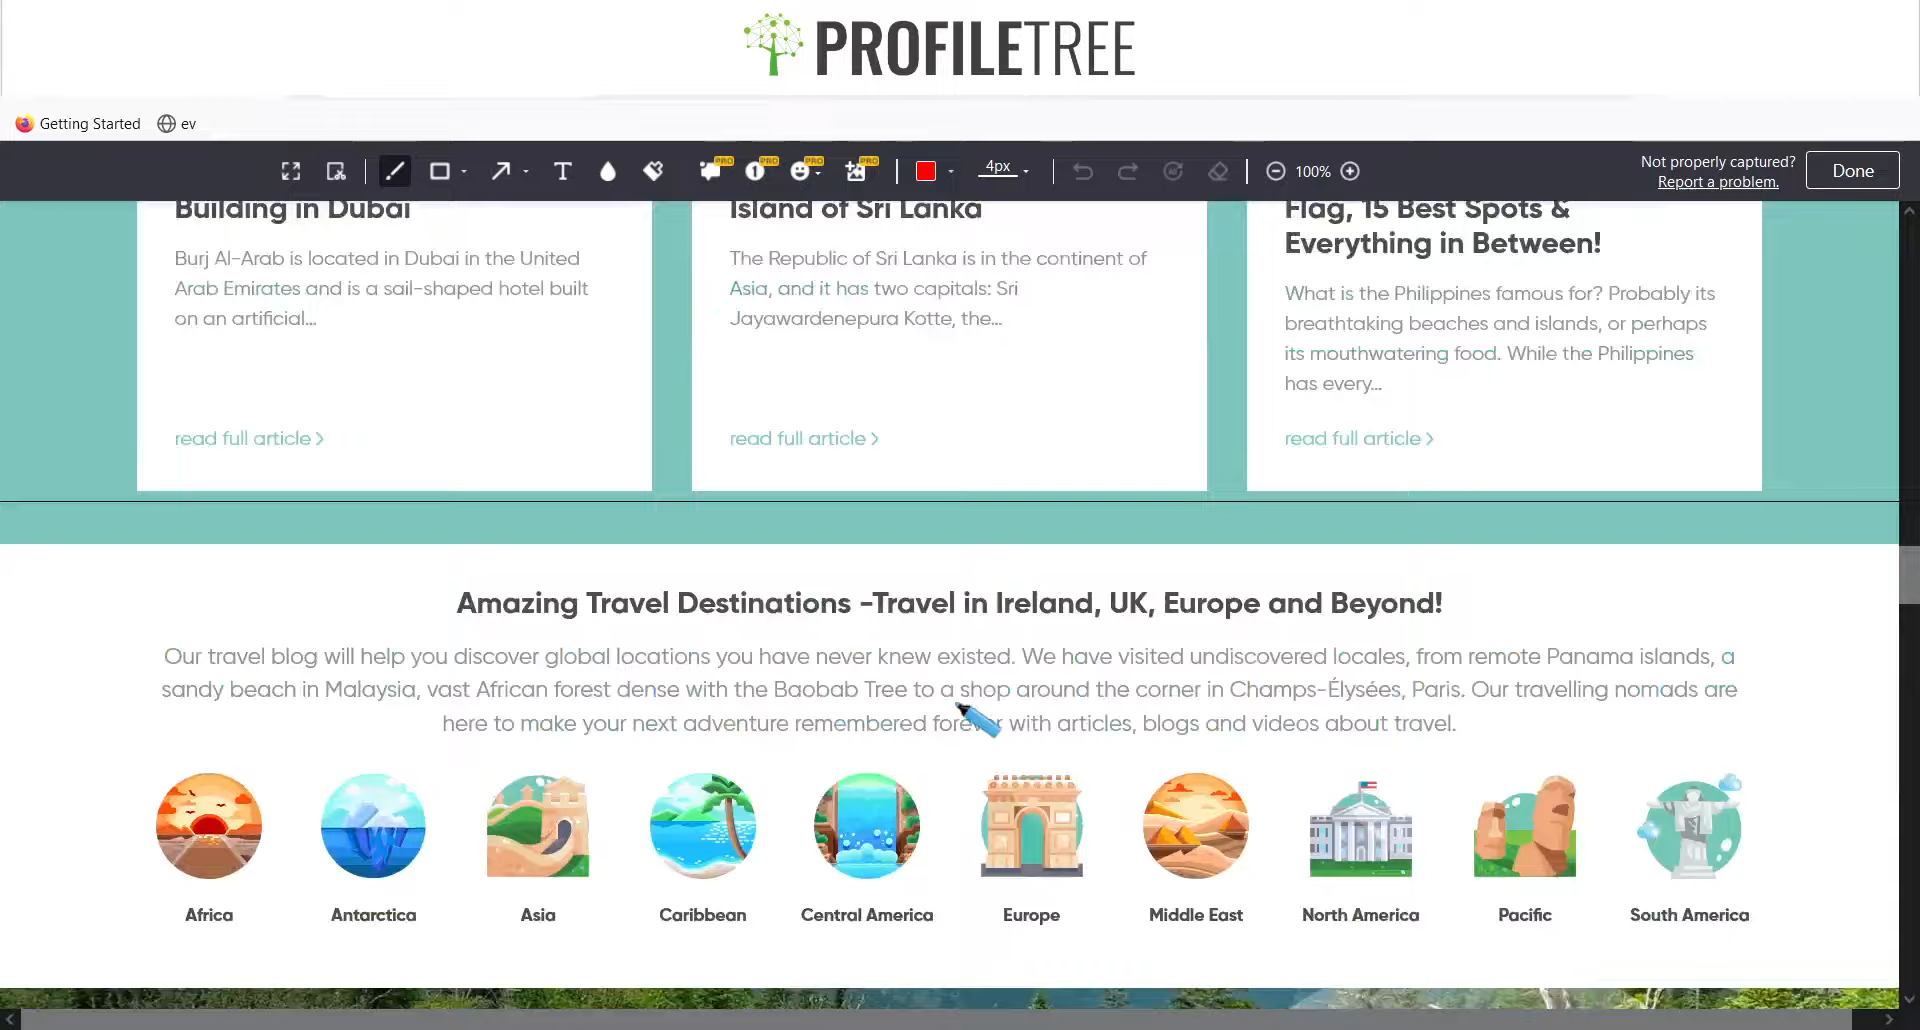 PROFILETREE
Getting Started
ev
PRO
PRO
PRO
PRO
1
T
4px
100%
Not properly captured?
Report a problem.
Done
Building in Dubai
Burj Al-Arab is located in Dubai in the United
Arab Emirates and is a sail-shaped hotel built
on an artificial...
read full article >
Island of Sri Lanka
The Republic of Sri Lanka is in the continent of
Asia, and it has two capitals: Sri
Jayawardenepura Kotte, the...
read full article >
Flag, 15 Best Spots &
Everything in Between!
What is the Philippines famous for? Probably its
breathtaking beaches and islands, or perhaps
its mouthwatering food. While the Philippines
has every...
read full article >
Amazing Travel Destinations -Travel in Ireland, UK, Europe and Beyond!
Our travel blog will help you discover global locations you have never knew existed. We have visited undiscovered locales, from remote Panama islands, a
sandy beach in Malaysia, vast African forest dense with the Baobab Tree to a shop around the corner in Champs-Élysées, Paris. Our travelling nomads are
here to make your next adventure remembered forever with articles, blogs and videos about travel.
Africa
Antarctica
Asia
Caribbean
Central America
Europe
Middle East
North America
Pacific
South America